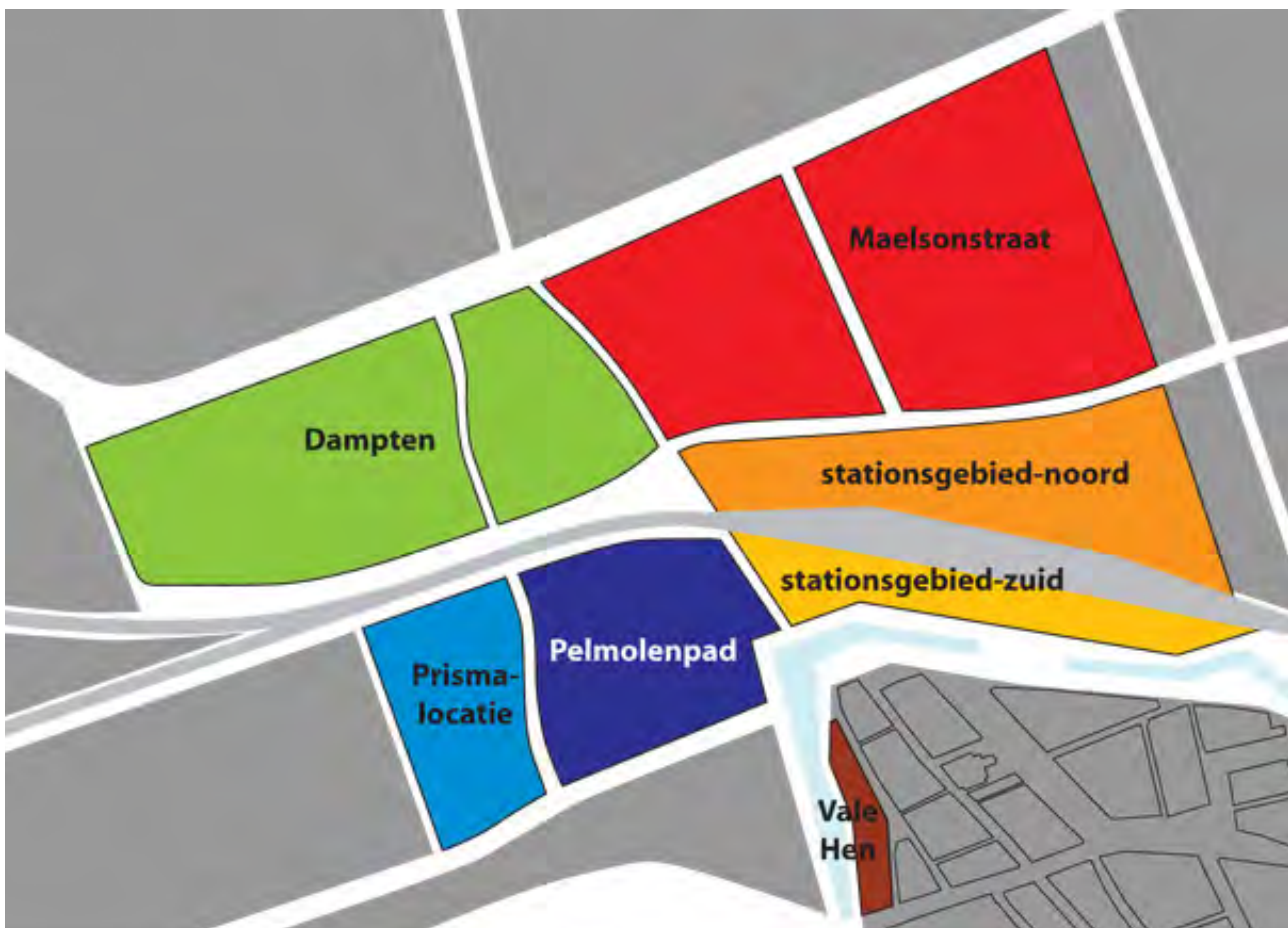 Maelsonstraat
Dampten
stationsgebied-noord
stationsgebied-zuid
Pelmolenpad
Prisma-
locatie
Vale
Hen